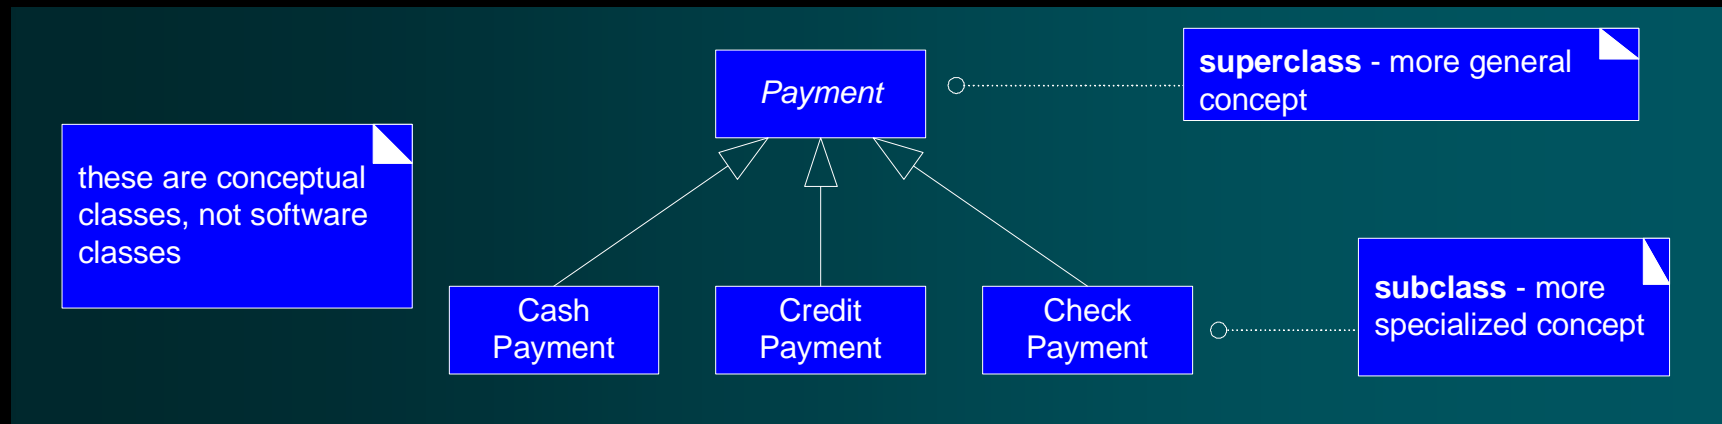 Payment
superclass - more general
concept
these are conceptual
classes, not software
classes
Cash
Payment
Credit
Payment
Check
Payment
subclass - more
specialized concept